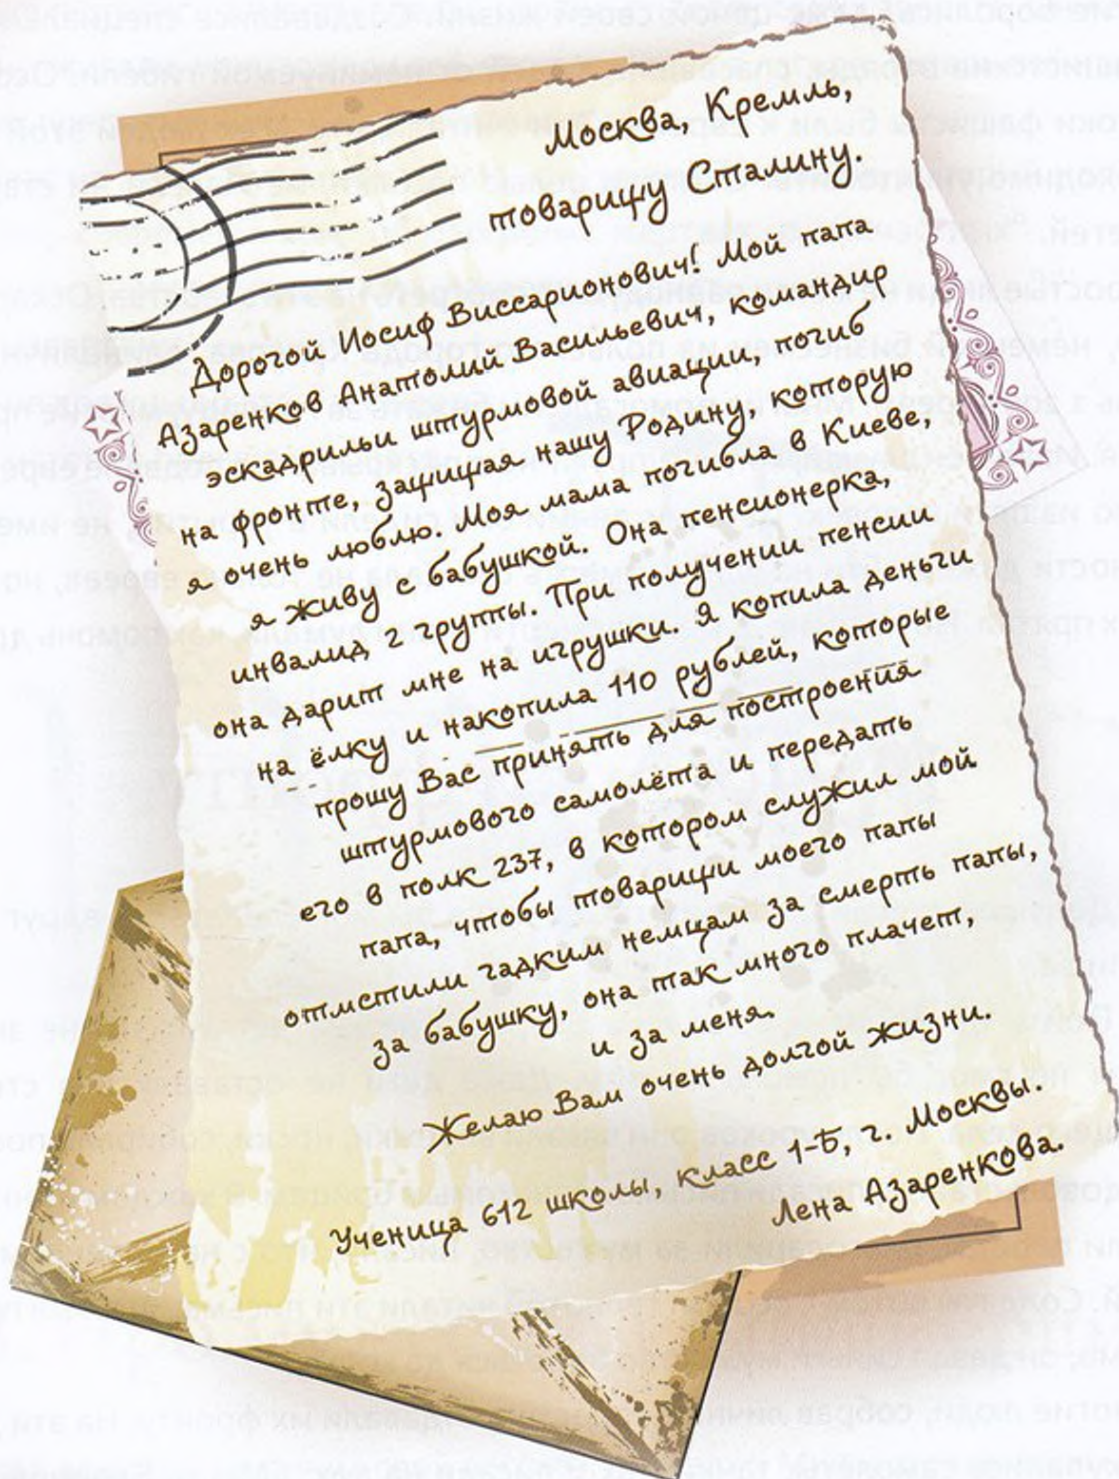 Москва, Кремль,
товарищу Сталину.
Дорогой Иосиф Виссарионович! Мой папа
Азаренков Анатолий Васильевич, командир
эскадрильи штурмовой авиации, погиб
на фронте, защищая нашу Родину, которую
я очень люблю. Моя мама погибла в Киеве,
я живу с бабушкой. Она пенсионерка,
инвалид 2 группы. При получении пенсии
она дарит мне на игрушки. Я копила деньги
на ёлку и накопила 110 рублей, которые
прошу Вас принять для построения
штурмового самолёта и передать
его в полк 237, в котором служил мой
папа, чтобы товарищи моего папы
отмстили гадким немцам за смерть папы,
за бабушку, она так много плачет,
и за меня.
Желаю Вам очень долгой жизни.
Ученица 612 школы, класс 1-Б, г. Москвы.
Лена Азаренкова.